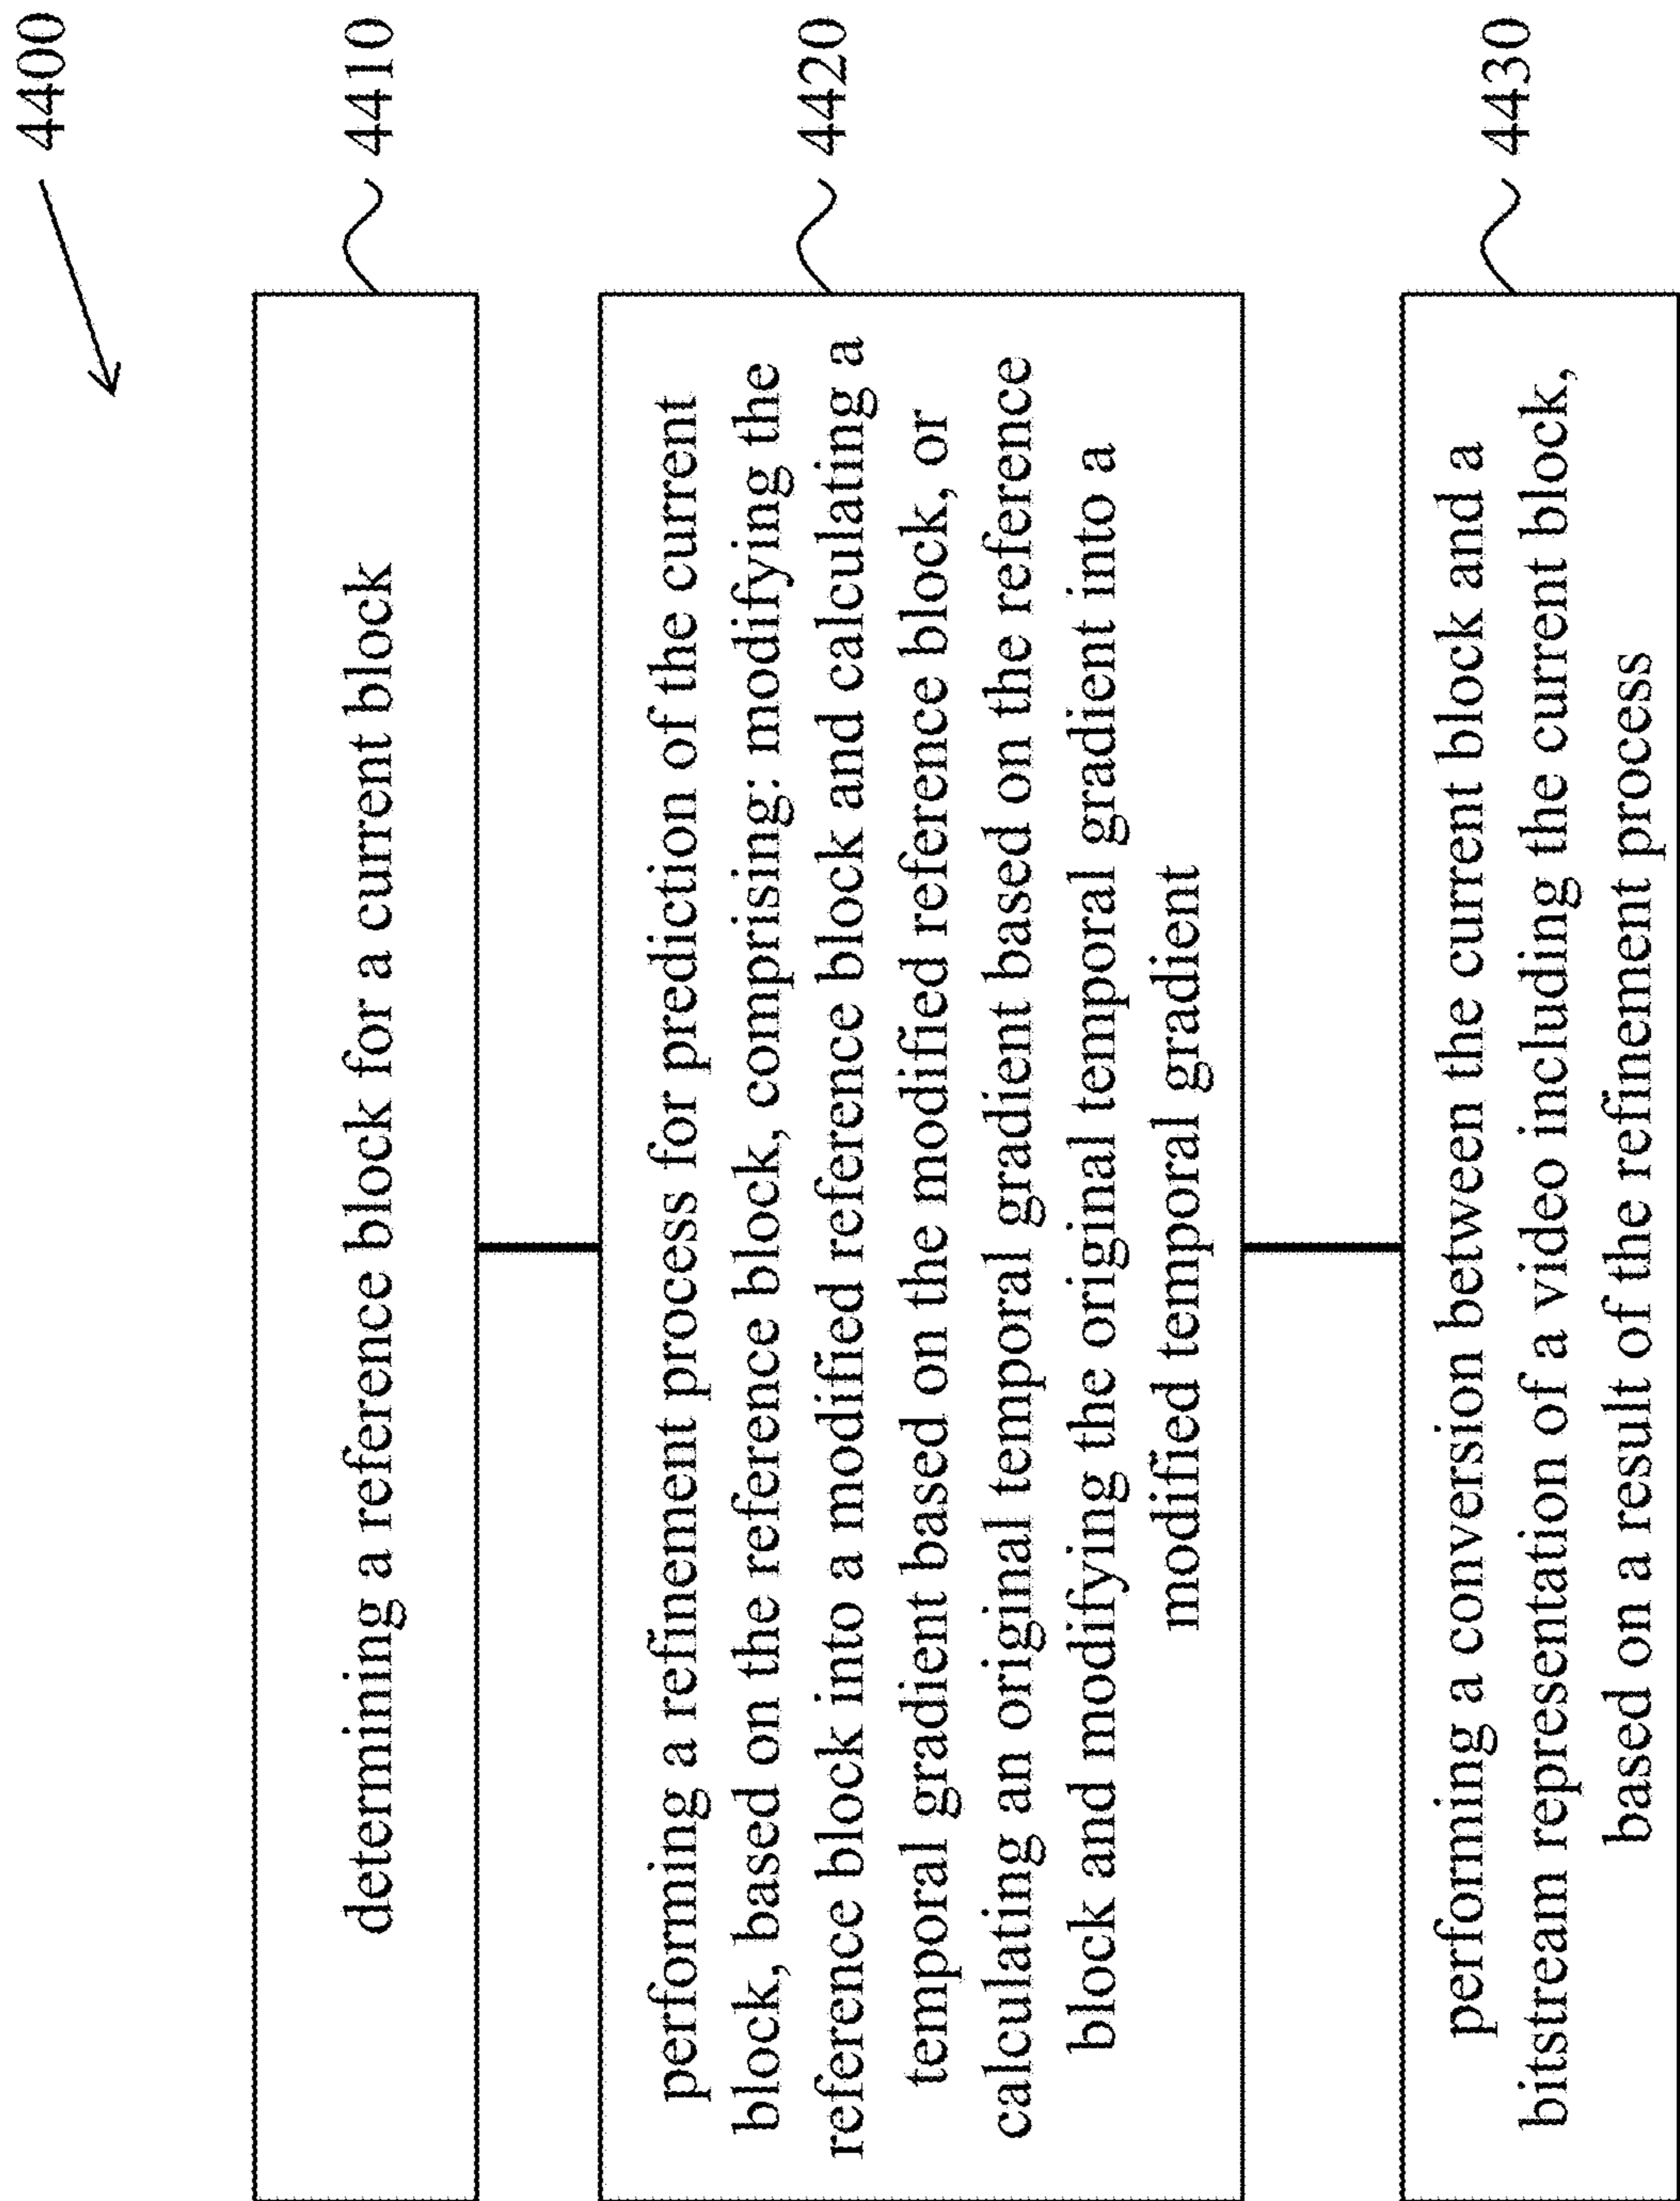 4400
determining a reference block for a current block
4410
performing a refinement process for prediction of the current
block, based on the reference block, comprising: modifying the
reference block into a modified reference block and calculating a
temporal gradient based on the modified reference block, or
calculating an original temporal gradient based on the reference
block and modifying the original temporal gradient into a
modified temporal gradient
4420
performing a conversion between the current block and a
bitstream representation of a video including the current block,
based on a result of the refinement process
4430